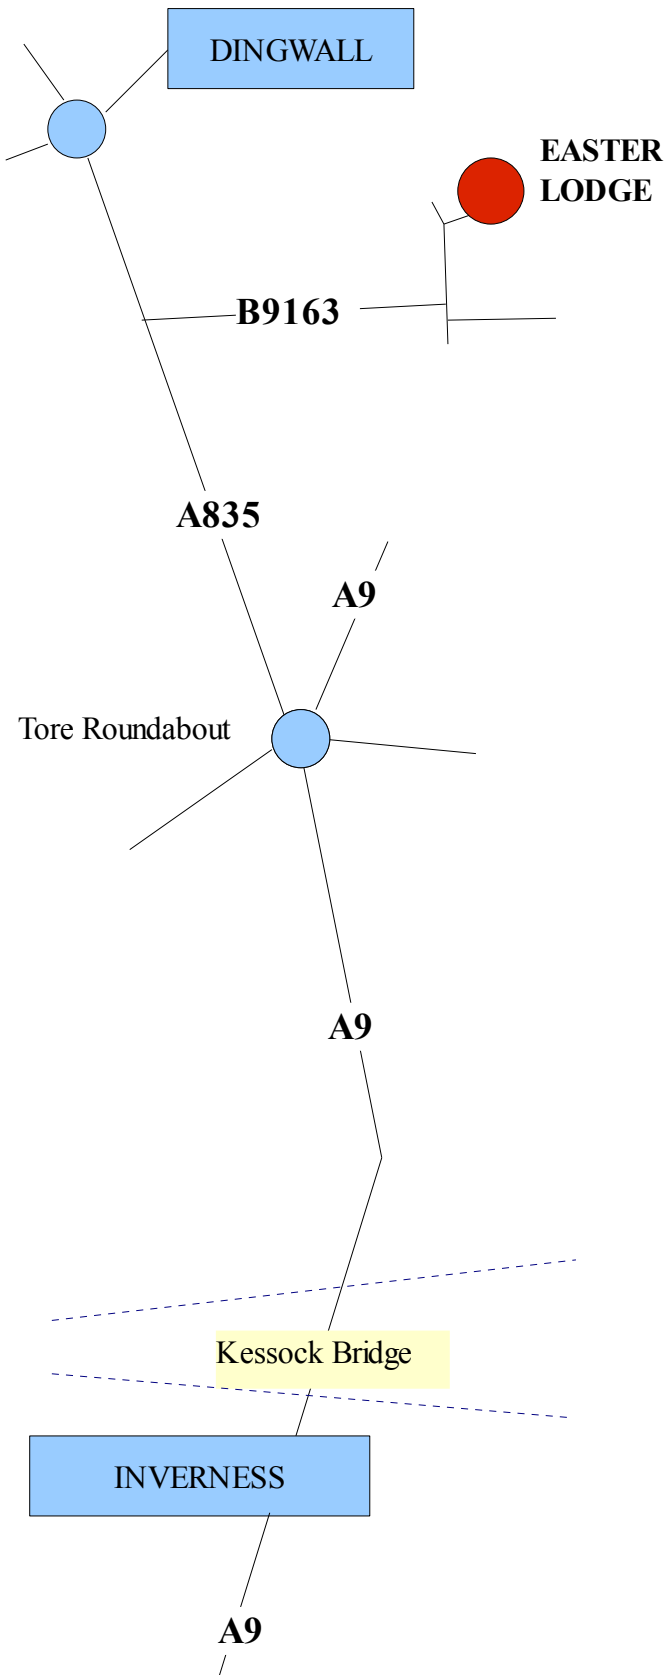 DINGWALL
EASTER
LODGE
B9163
A835
A9
Tore Roundabout
A9
Kessock Bridge
INVERNESS
A9